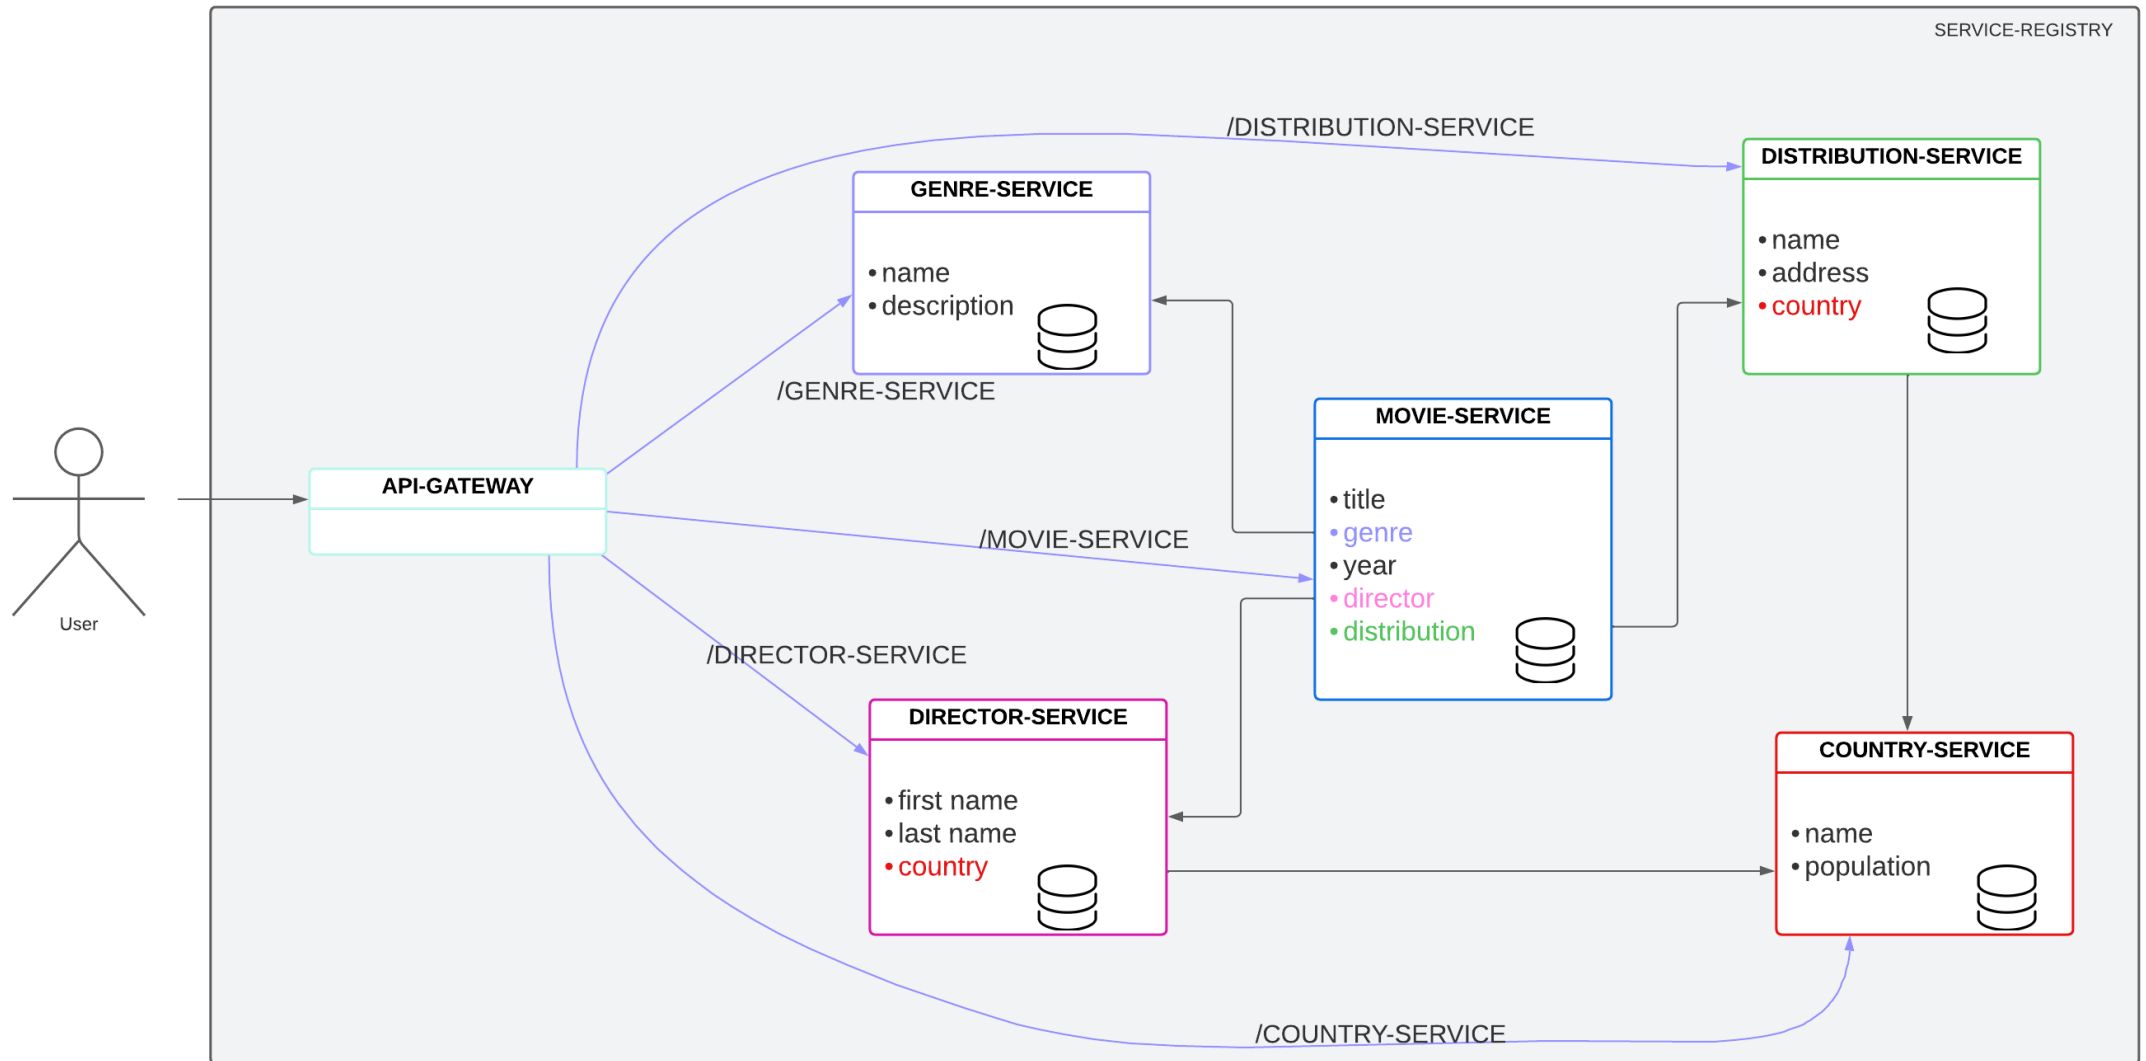 SERVICE-REGISTRY
/DISTRIBUTION-SERVICE
DISTRIBUTION-SERVICE
• name
• address
• country
GENRE-SERVICE
• name
• description
/GENRE-SERVICE
MOVIE-SERVICE
• title
• genre
• year
• director
• distribution
API-GATEWAY
User
/MOVIE-SERVICE
/DIRECTOR-SERVICE
DIRECTOR-SERVICE
• first name
• last name
• country
COUNTRY-SERVICE
• name
• population
/COUNTRY-SERVICE